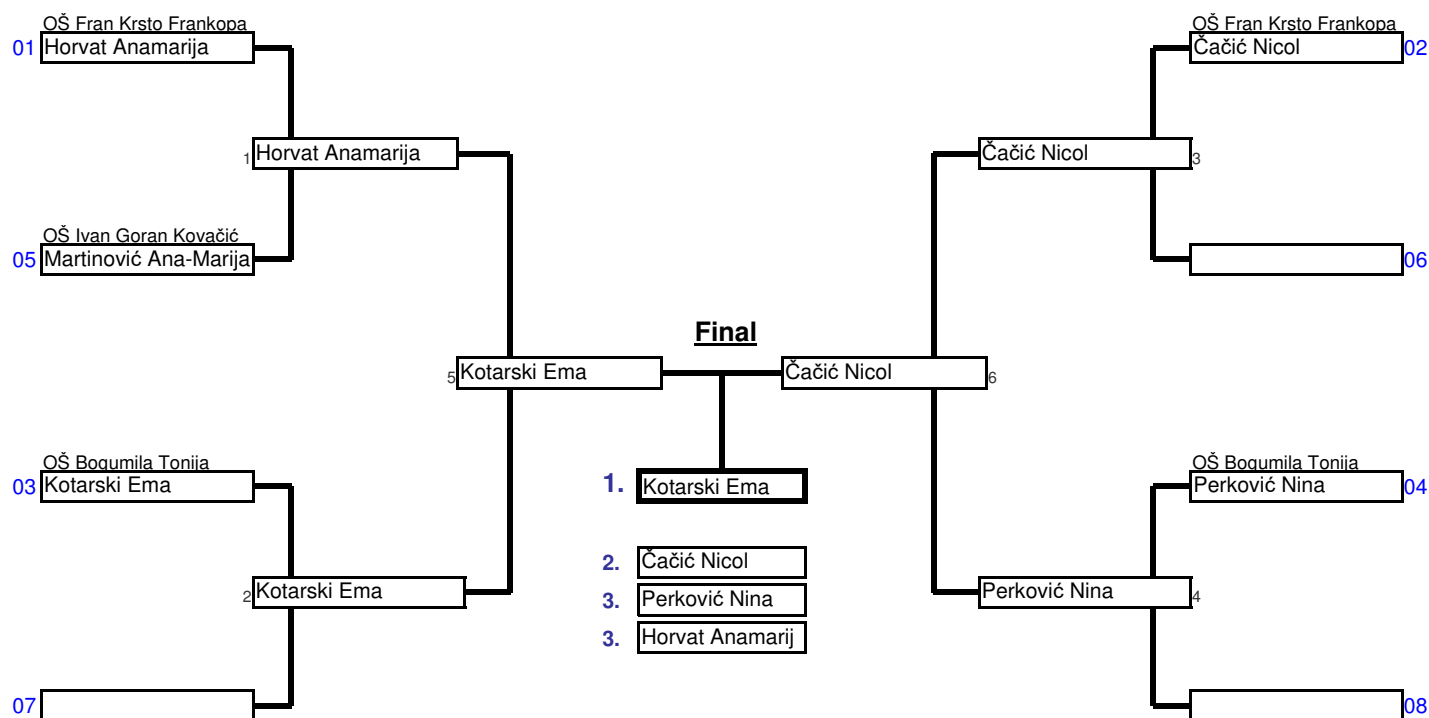 OŠ Fran Krsto Frankopa
01 Horvat Anamarija
OŠ Fran Krsto Frankopa
Čačić Nicol 02
1 Horvat Anamarija
Čačić Nicol 3
OŠ Ivan Goran Kovačić
05 Martinović Ana-Marija
06
Final
5 Kotarski Ema
Čačić Nicol 6
OŠ Bogumila Tonija
03 Kotarski Ema
1. Kotarski Ema
OŠ Bogumila Tonija
Perković Nina 04
2. Čačić Nicol
2 Kotarski Ema
3. Perković Nina
Perković Nina 4
3. Horvat Anamarij
07
08